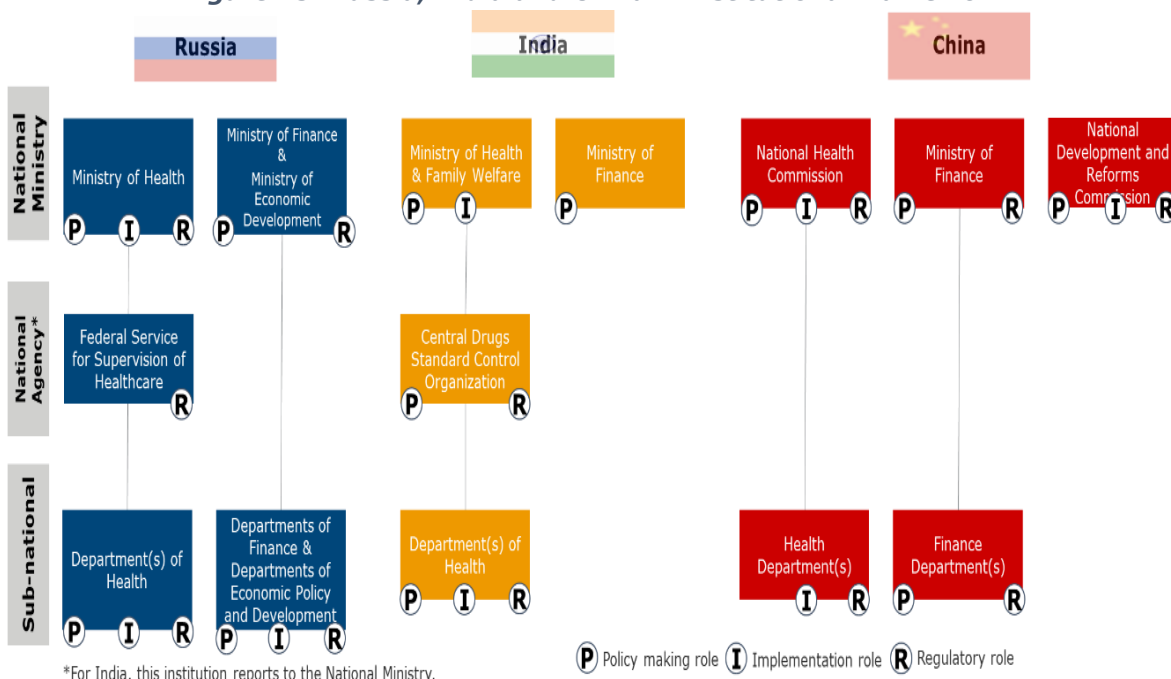 Russia
India
China
National
Ministry
Ministry of Health
P I R
Ministry of Finance
&
Ministry of
Economic
Development
P R
Ministry of Health
& Family Welfare
P I
Ministry of
Finance
P
National Health
Commission
P I R
Ministry of
Finance
P R
National
Development and
Reforms
Commission
P I R
National
Agency*
Federal Service
for Supervision of
Healthcare
R
Central Drugs
Standard Control
Organization
P R
Sub-national
Department(s) of
Health
P I R
Departments of
Finance &
Departments of
Economic Policy
and Development
P I R
Department(s) of
Health
P I R
Health
Department(s)
I R
Finance
Department(s)
P R
P Policy making role I Implementation role R Regulatory role
*For India, this institution reports to the National Ministry.